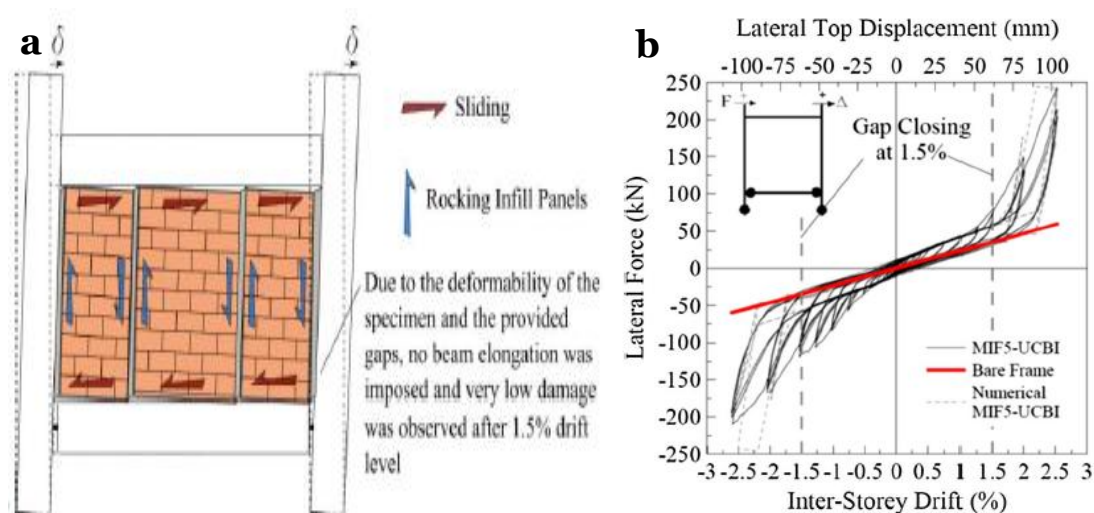 a
δ
δ
Sliding
Rocking Infill Panels
Due to the deformability of the
specimen and the provided
gaps, no beam elongation was
imposed and very low damage
was observed after 1.5% drift
level
b
Lateral Top Displacement (mm)
-100 -75 -50 -25 0 25 50 75 100
250
200
150
100
50
0
-50
-100
-150
-200
-250
Lateral Force (kN)
F
+
Δ
Gap Closing
at 1.5%
MIF5-UCBI
Bare Frame
Numerical
MIF5-UCBI
-3 -2.5 -2 -1.5 -1 -0.5 0 0.5 1 1.5 2 2.5 3
Inter-Storey Drift (%)